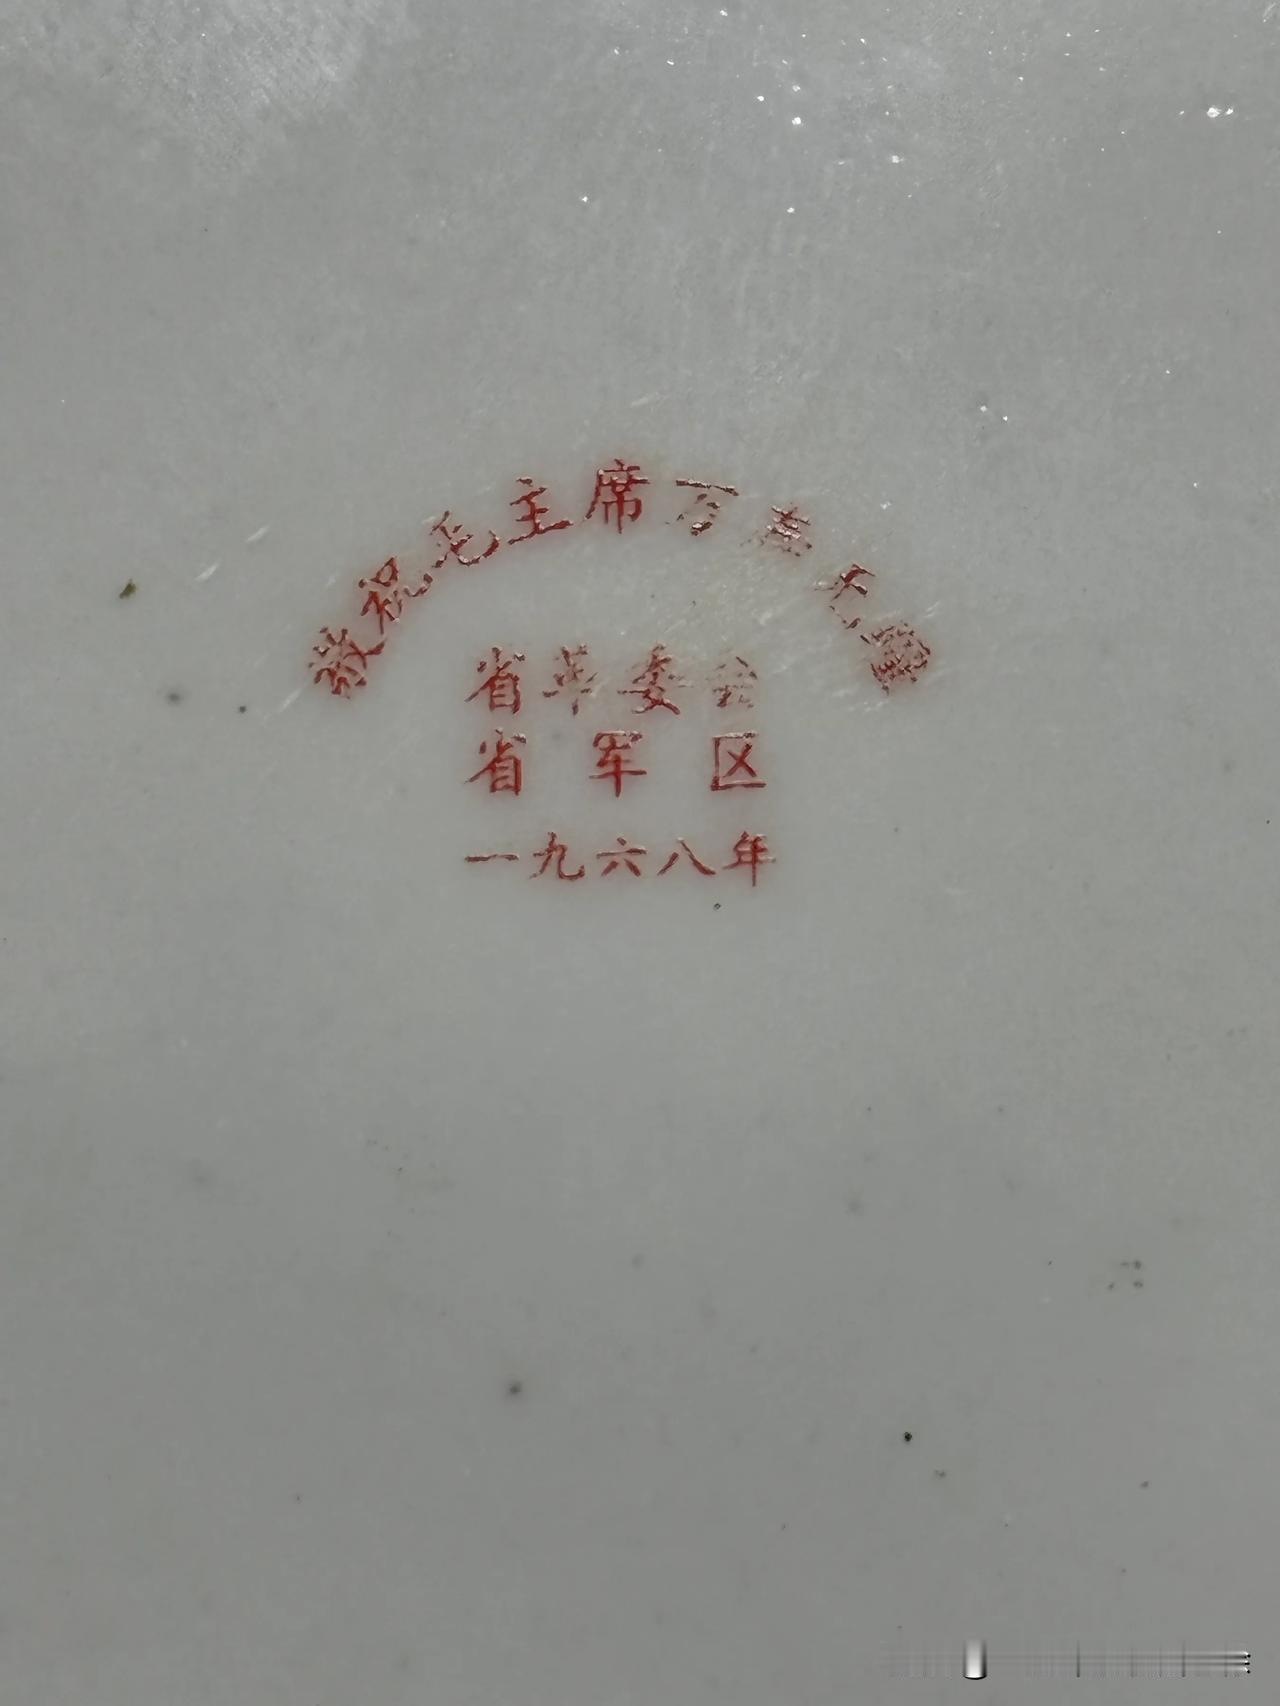 敬祝毛主席万寿无疆
省革委会
省军区
一九六八年